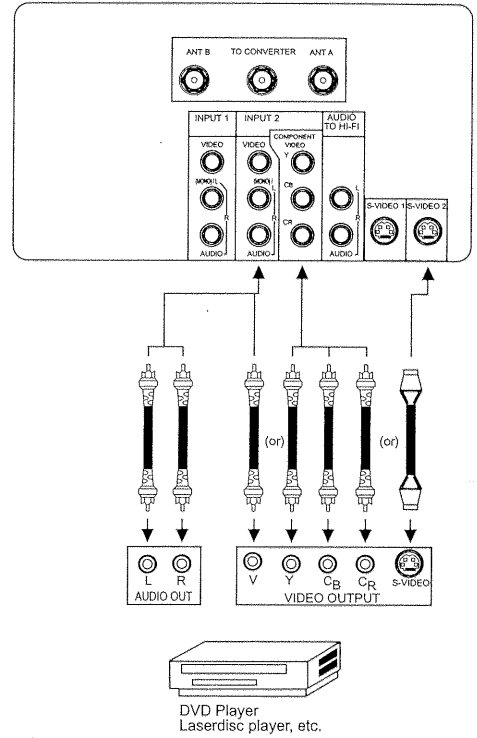 ANT B TO CONVERTER ANT A
INPUT 1 INPUT 2 AUDIO
TO HI-FI
COMPONENT
VIDEO VIDEO VIDEO
Y
(MONO) L (MONO) L CB L
S-VIDEO 1 S-VIDEO 2
R R CR R
AUDIO AUDIO AUDIO
(or) (or)
L R V Y CB CR S-VIDEO
AUDIO OUT VIDEO OUTPUT
DVD Player
Laserdisc player, etc.